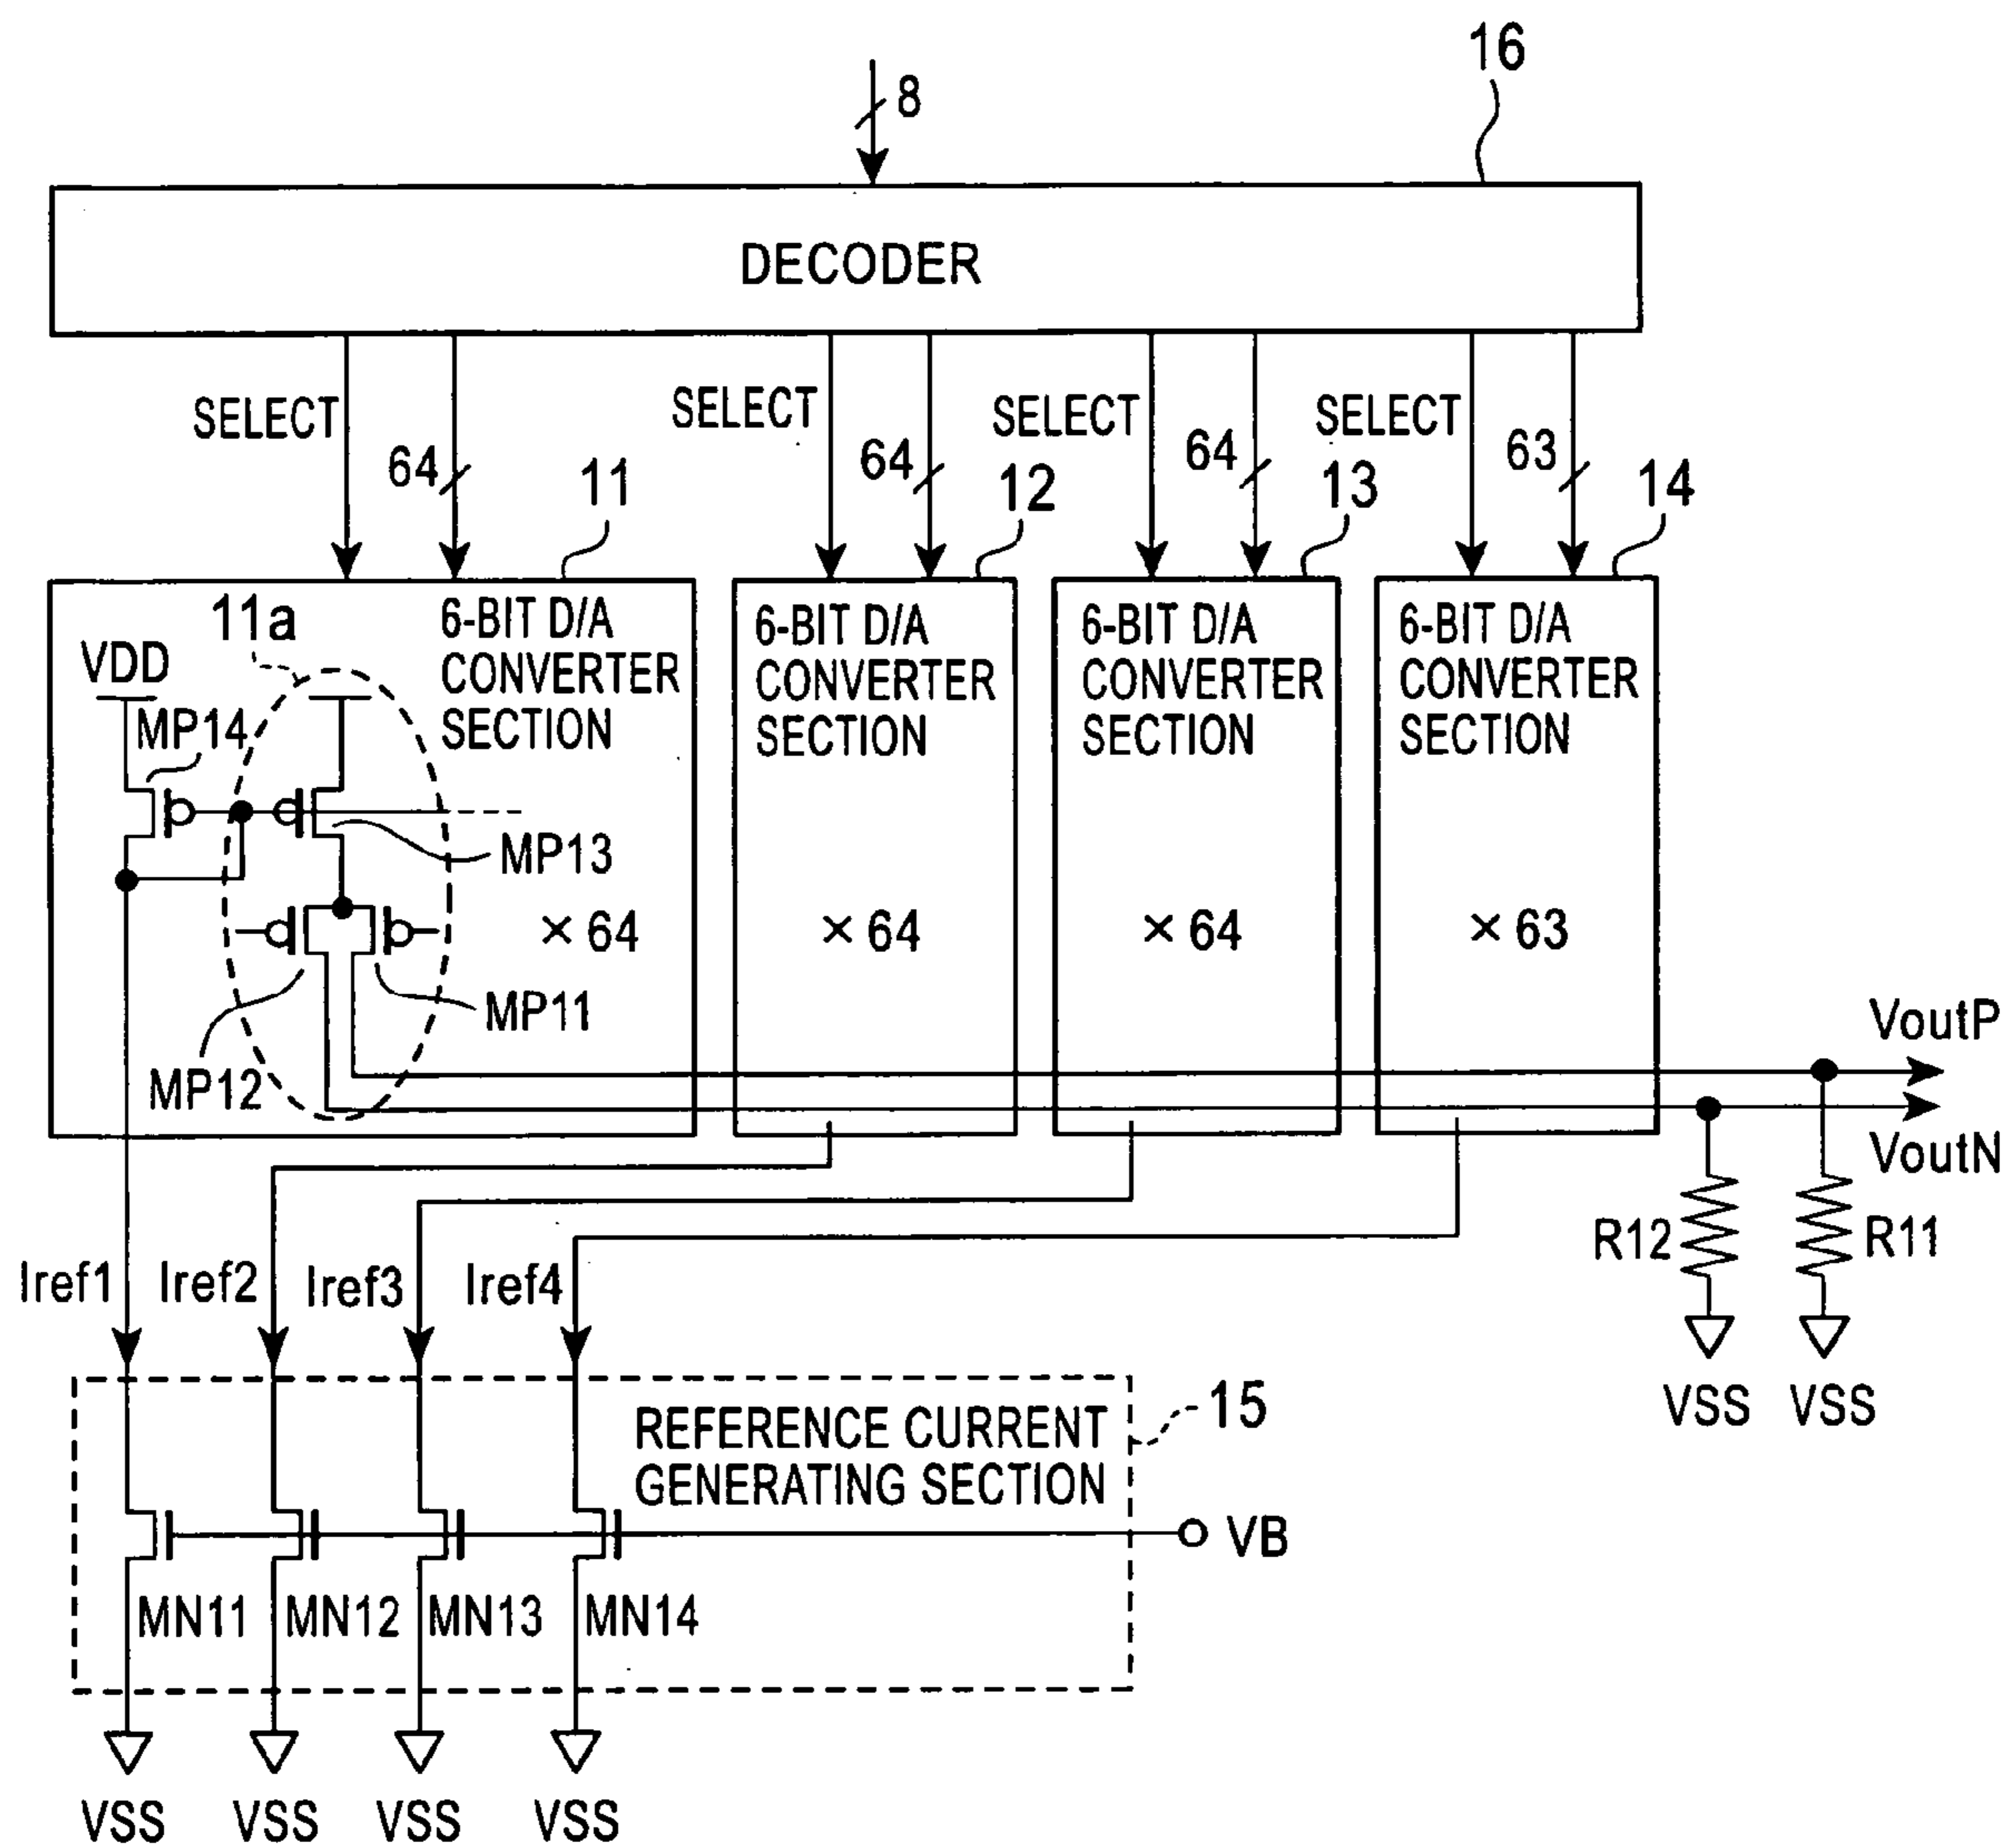 16
8
DECODER
SELECT
SELECT
SELECT
SELECT
64
64
64
63
11
12
13
14
11a
6-BIT D/A
CONVERTER
SECTION
6-BIT D/A
CONVERTER
SECTION
6-BIT D/A
CONVERTER
SECTION
6-BIT D/A
CONVERTER
SECTION
VDD
MP14
MP13
× 64
× 64
× 64
× 63
MP11
MP12
VoutP
VoutN
R12
R11
Iref1
Iref2
Iref3
Iref4
VSS
VSS
REFERENCE CURRENT
GENERATING SECTION
15
VB
MN11
MN12
MN13
MN14
VSS
VSS
VSS
VSS